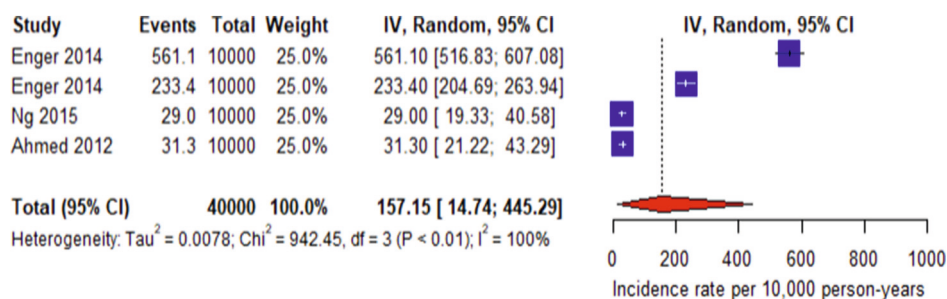 Study Events Total Weight IV, Random, 95% CI IV, Random, 95% CI
Enger 2014 561.1 10000 25.0% 561.10 [516.83; 607.08]
Enger 2014 233.4 10000 25.0% 233.40 [204.69; 263.94]
Ng 2015 29.0 10000 25.0% 29.00 [ 19.33; 40.58]
Ahmed 2012 31.3 10000 25.0% 31.30 [ 21.22; 43.29]
Total (95% CI) 40000 100.0% 157.15 [ 14.74; 445.29]
Heterogeneity: Tau² = 0.0078; Chi² = 942.45, df = 3 (P < 0.01); I² = 100%
0 200 400 600 800 1000
Incidence rate per 10,000 person-years